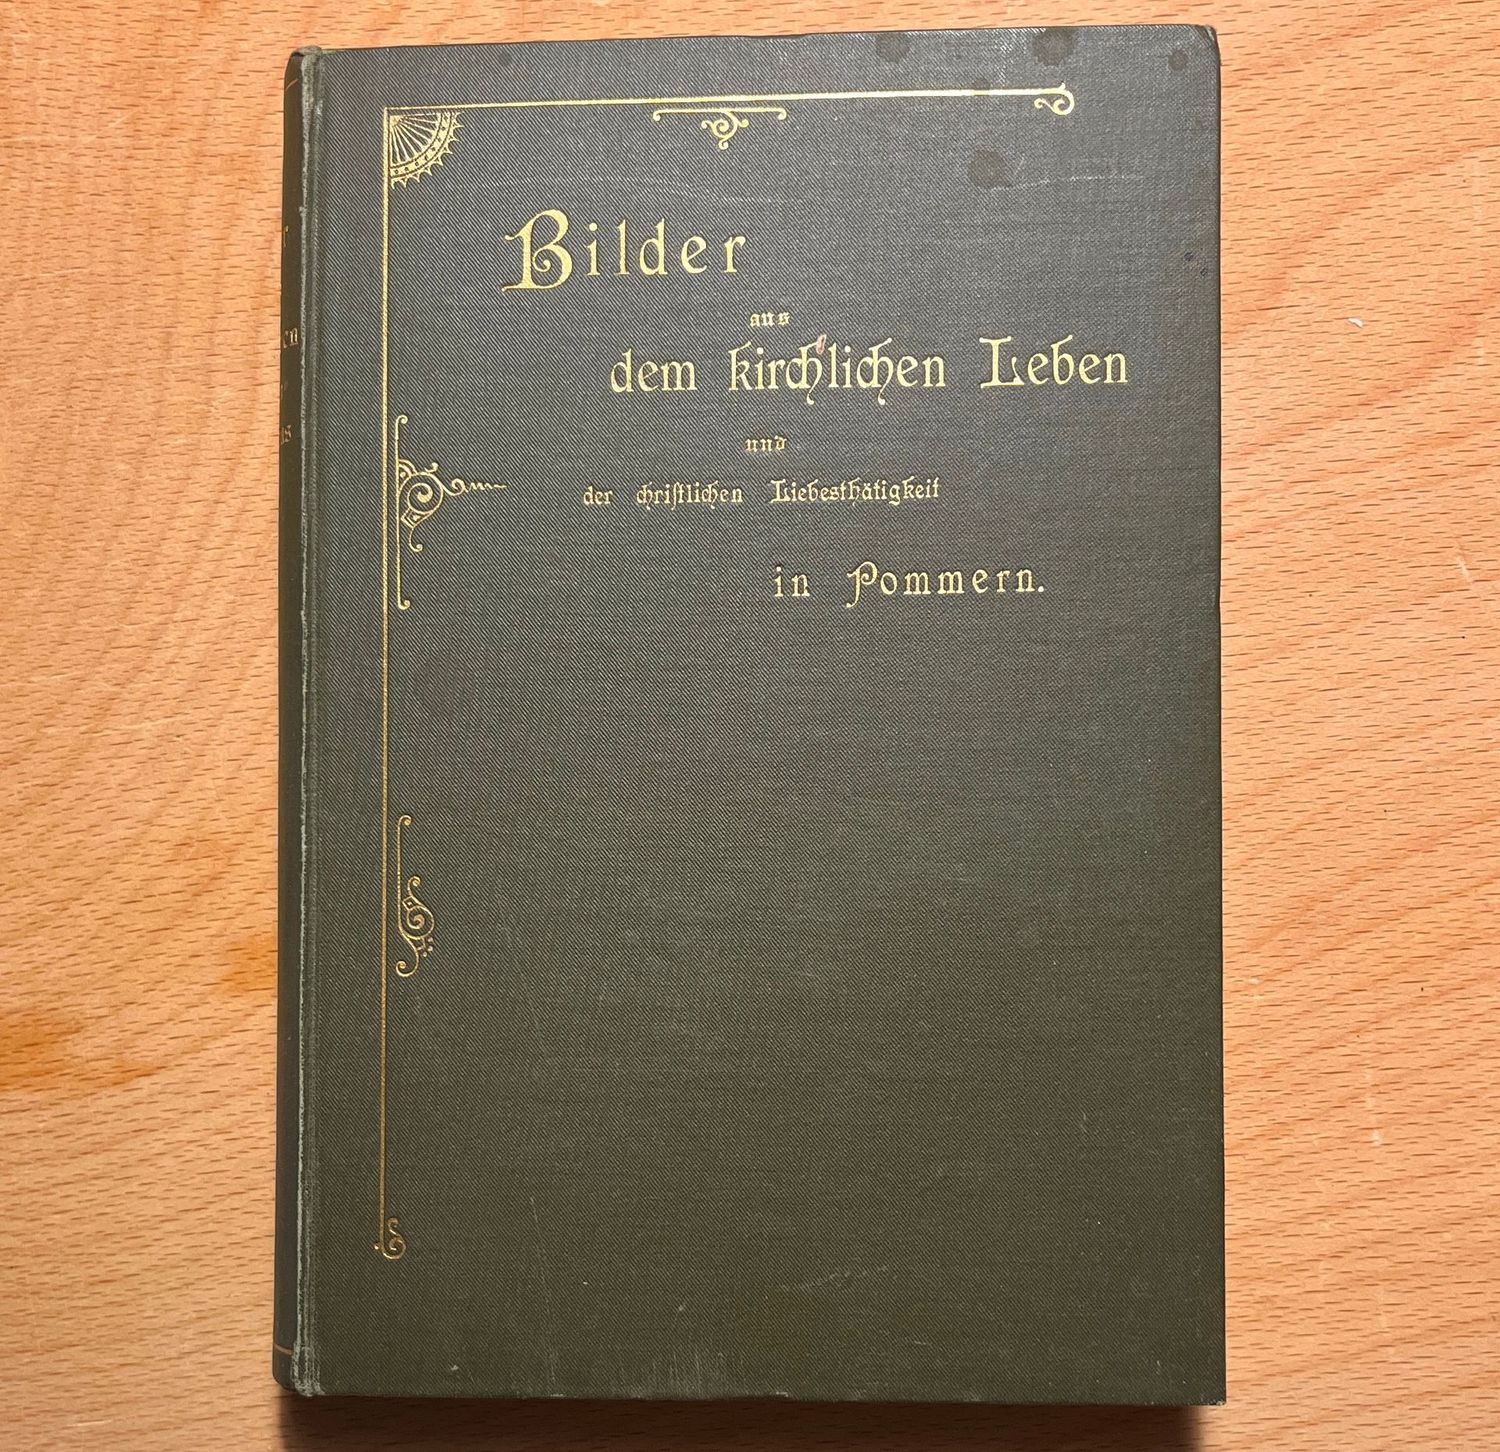 Bilder
aus
dem kirchlichen Leben
und
der christlichen Liebesthätigkeit
in Pommern.